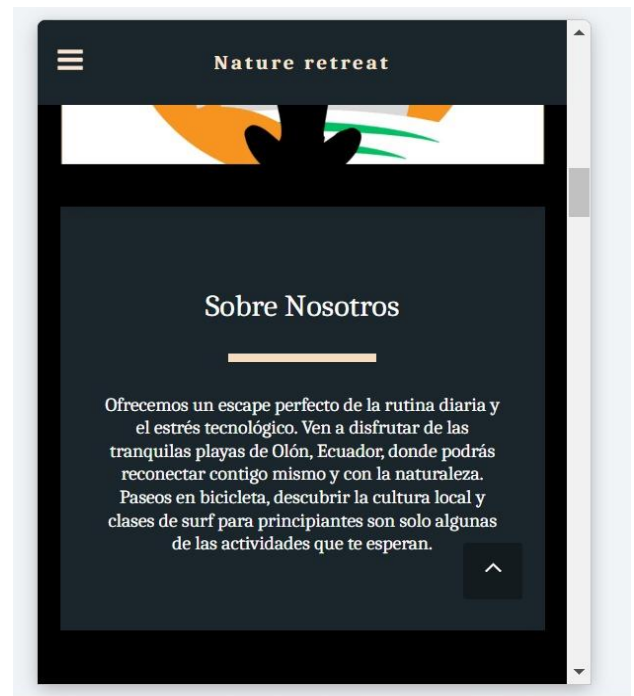 Nature retreat
Sobre Nosotros
Ofrecemos un escape perfecto de la rutina diaria y
el estrés tecnológico. Ven a disfrutar de las
tranquilas playas de Olón, Ecuador, donde podrás
reconectar contigo mismo y con la naturaleza.
Paseos en bicicleta, descubrir la cultura local y
clases de surf para principiantes son solo algunas
de las actividades que te esperan.